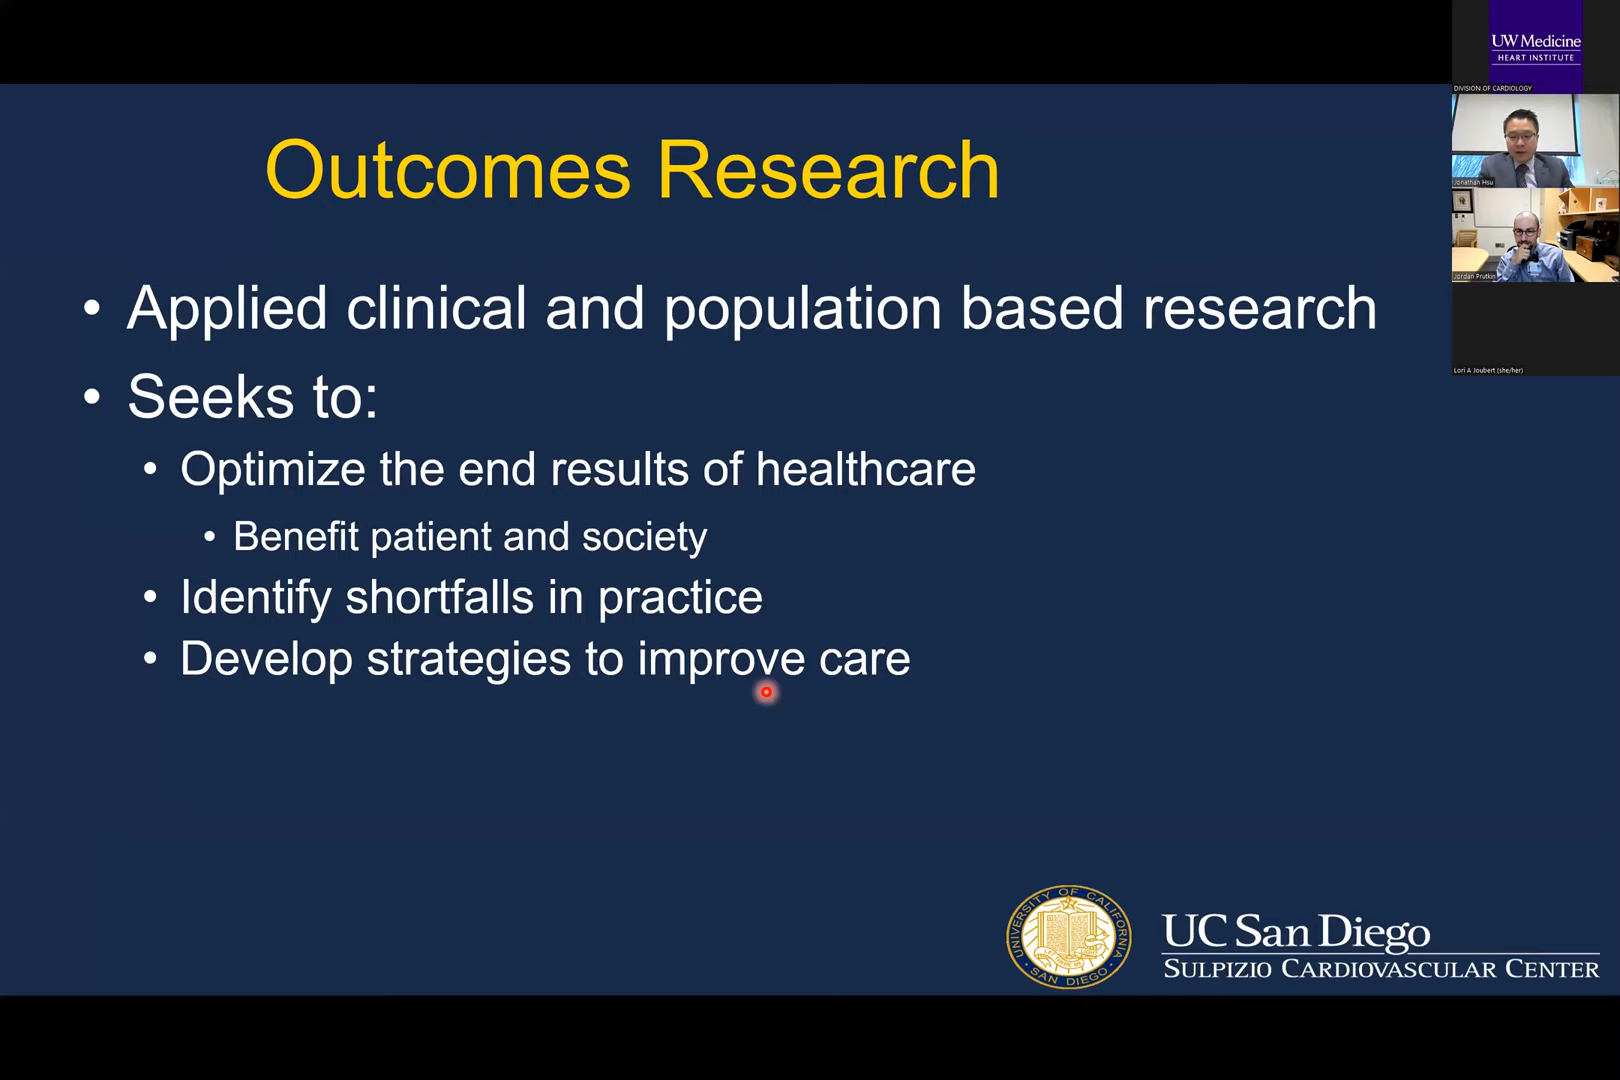 Outcomes Research
• Applied clinical and population based research
• Seeks to:
• Optimize the end results of healthcare
• Benefit patient and society
• Identify shortfalls in practice
• Develop strategies to improve care
UNIVERSITY OF CALIFORNIA
SAN DIEGO
UC San Diego
SULPIZIO CARDIOVASCULAR CENTER
UW Medicine
HEART INSTITUTE
DIVISION OF CARDIOLOGY
Jonathan Hsu
Jordan Prutkin
Lori A Joubert (she/her)